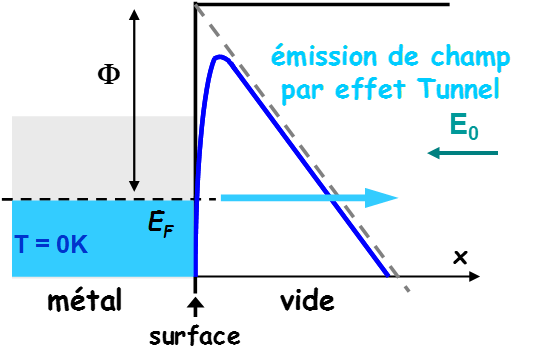 Φ
émission de champ
par effet Tunnel
E0
EF
T = 0K
x
métal
vide
surface